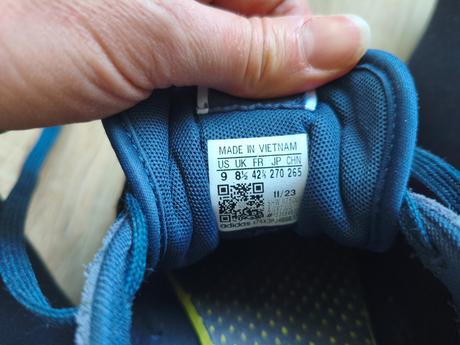 MADE IN VIETNAM
US UK FR JP CHN
9 8½ 42⅔ 270 265
11/23
adidas